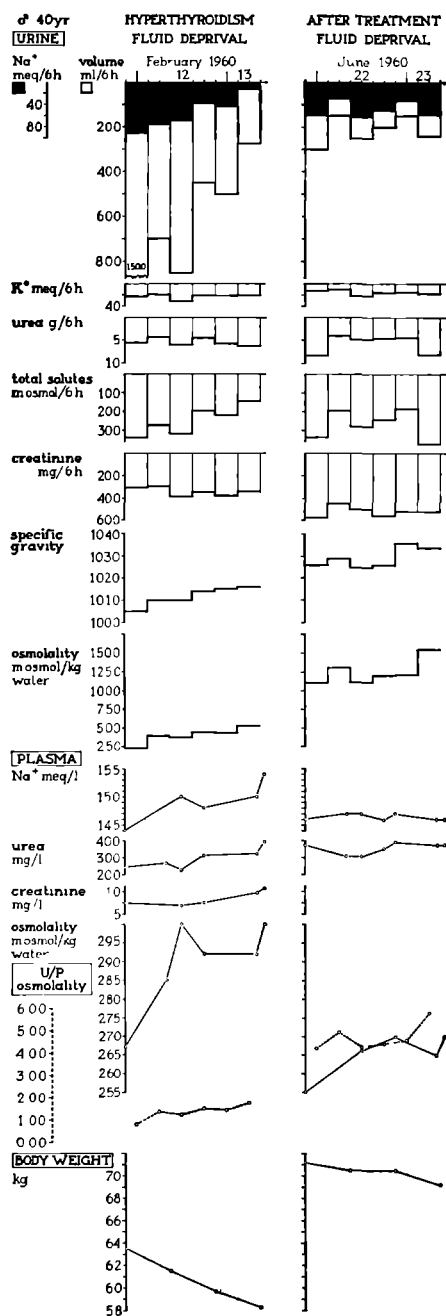 ♂ 40yr
URINE
Na⁺
meq/6h
volume
ml/6h
40
80
HYPERTHYROIDISM
FLUID DEPRIVAL
February 1960
12 13
AFTER TREATMENT
FLUID DEPRIVAL
June 1960
22 23
200
400
600
800
1500
K⁺ meq/6h
40
urea g/6h
5
10
total solutes
mosmol/6h
100
200
300
creatinine
mg/6h
200
400
600
specific
gravity
1040
1030
1020
1010
1000
osmolality
mosmol/kg
water
1500
1250
1000
750
500
250
PLASMA
Na⁺ meq/l
155
150
145
urea
mg/l
400
300
200
creatinine
mg/l
10
5
osmolality
mosmol/kg
water
295
290
285
280
275
270
265
260
255
U/P
osmolality
6 00
5 00
4 00
3 00
2 00
1 00
0 00
BODY WEIGHT
kg
70
68
66
64
62
60
58